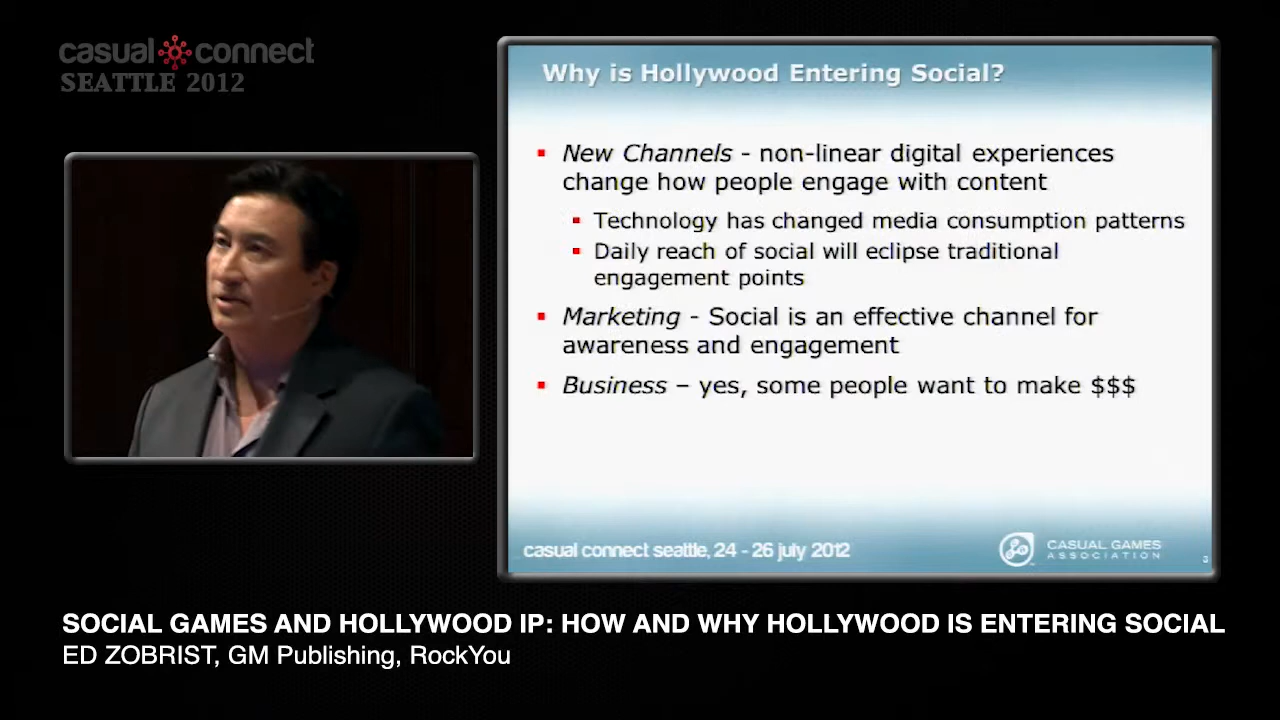 casual connect
SEATTLE 2012
Why is Hollywood Entering Social?
New Channels - non-linear digital experiences
change how people engage with content
Technology has changed media consumption patterns
Daily reach of social will eclipse traditional
engagement points
Marketing - Social is an effective channel for
awareness and engagement
Business – yes, some people want to make $$$
casual connect seattle, 24 - 26 july 2012
CASUAL GAMES
ASSOCIATION
3
SOCIAL GAMES AND HOLLYWOOD IP: HOW AND WHY HOLLYWOOD IS ENTERING SOCIAL
ED ZOBRIST, GM Publishing, RockYou